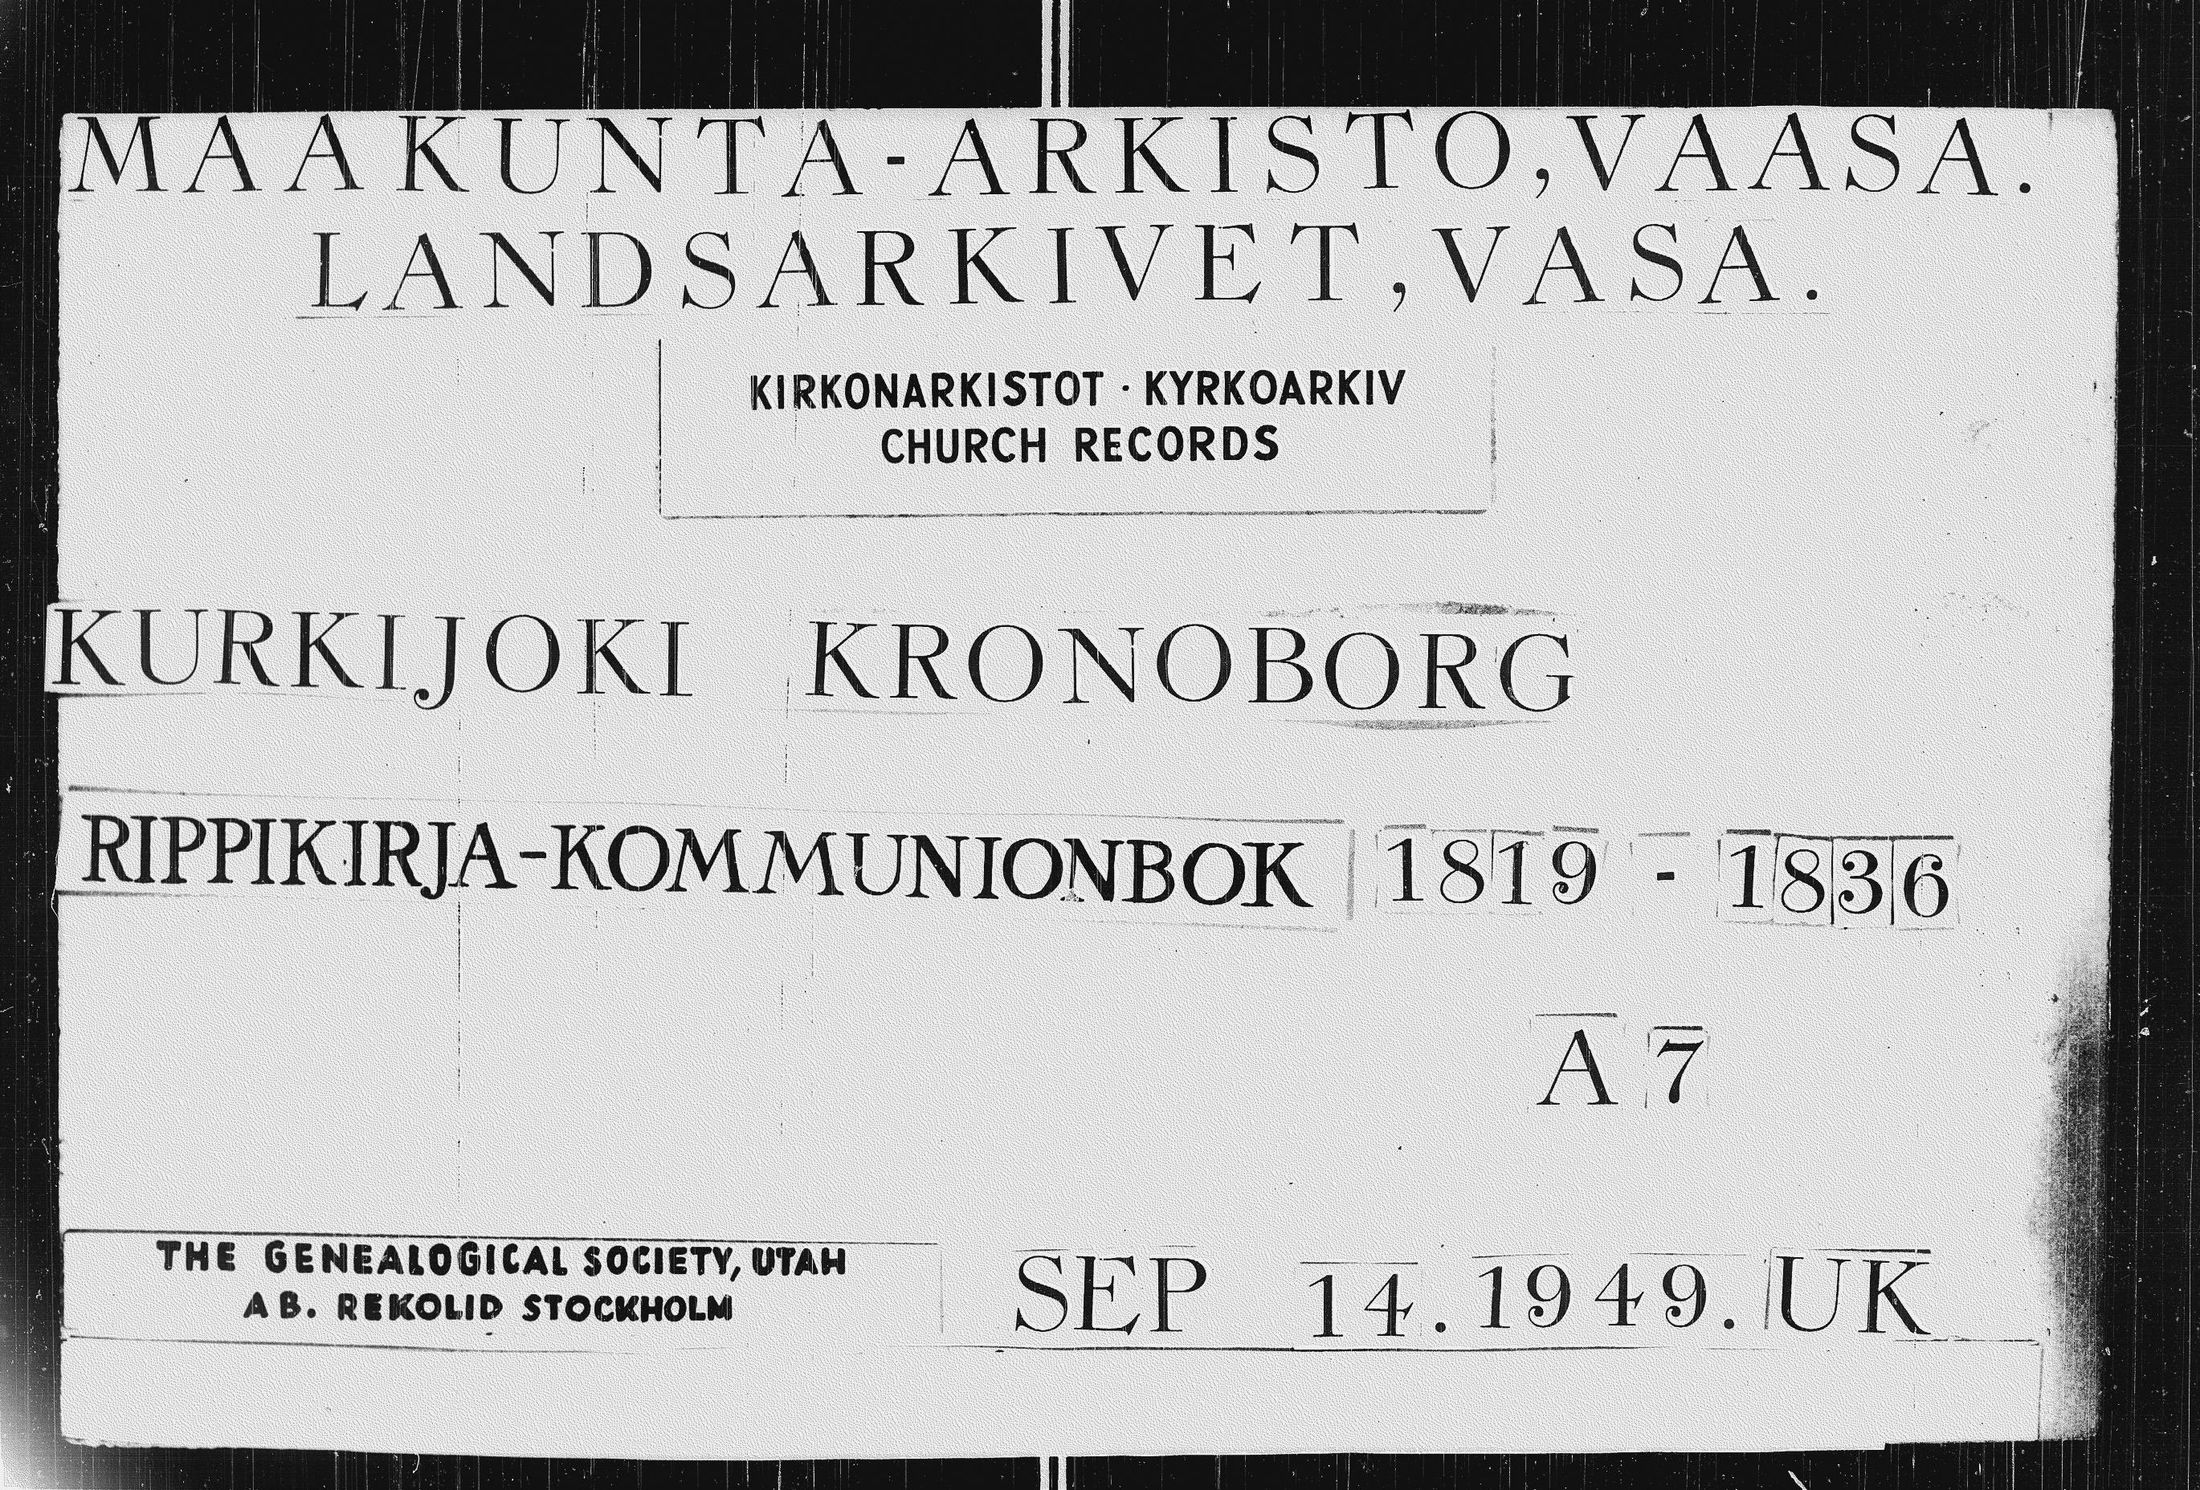 MAAKUNTA-ARKISTO, VAASA.
LANDSARKIVET, VASA.
KIRKONARKISTOT · KYRKOARKIV
CHURCH RECORDS
KURKIJOKI KRONOBORG
RIPPIKIRJA-KOMMUNIONBOK 1819 - 1836
A 7
THE GENEALOGICAL SOCIETY, UTAH
AB. REKOLID STOCKHOLM
SEP 14. 1949. UK